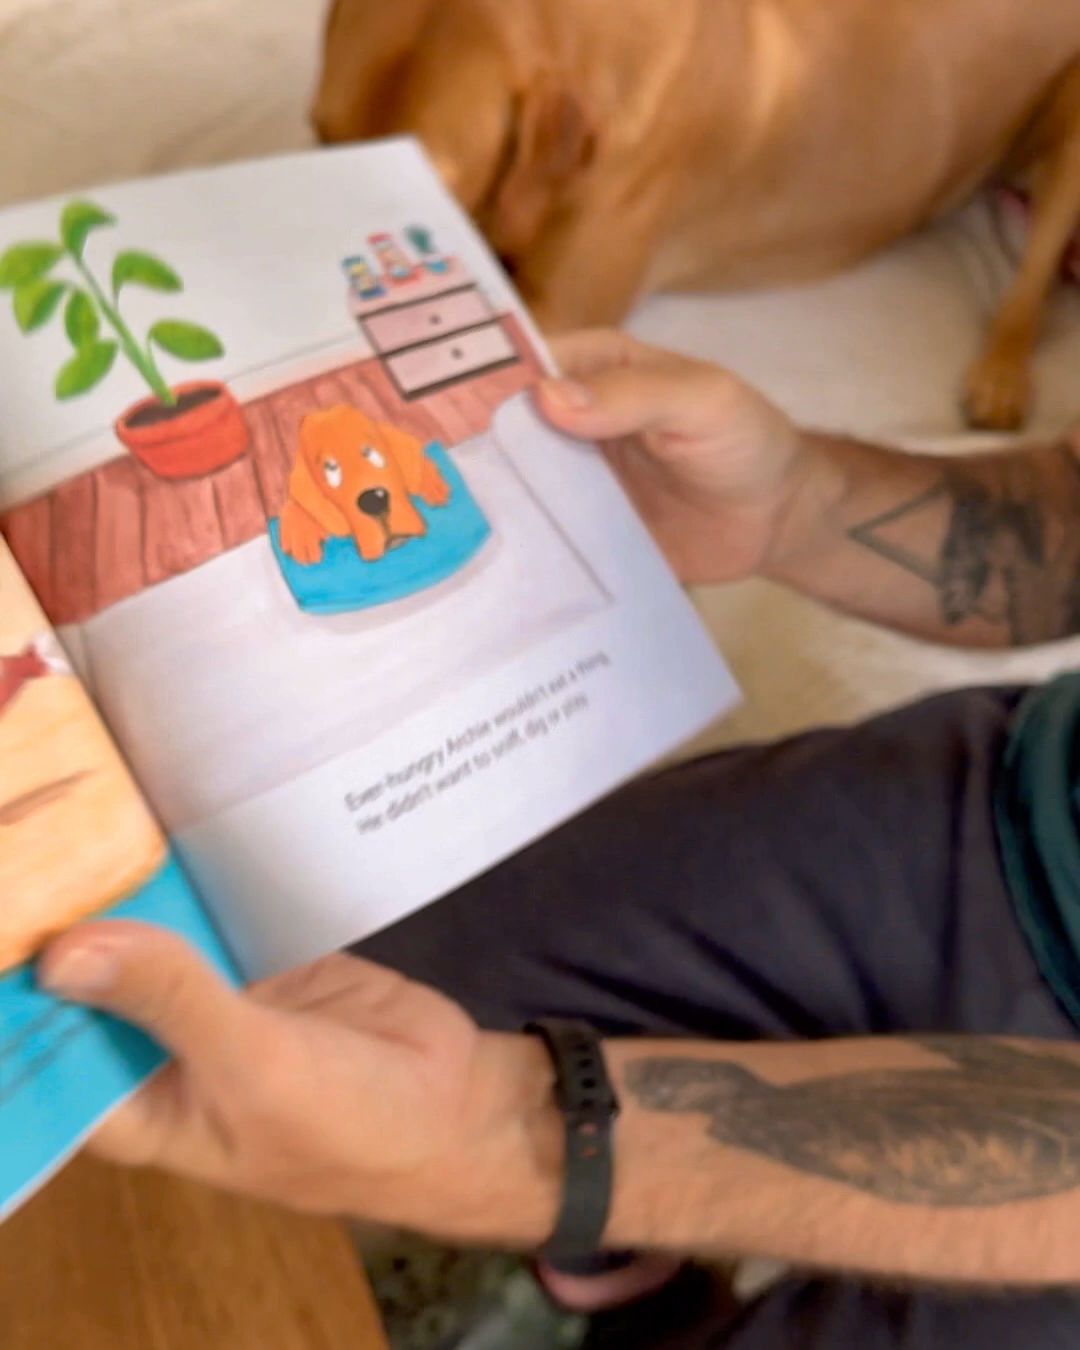 Ever-hungry Archie wouldn't eat a thing.
He didn't want to sniff, dig or play.